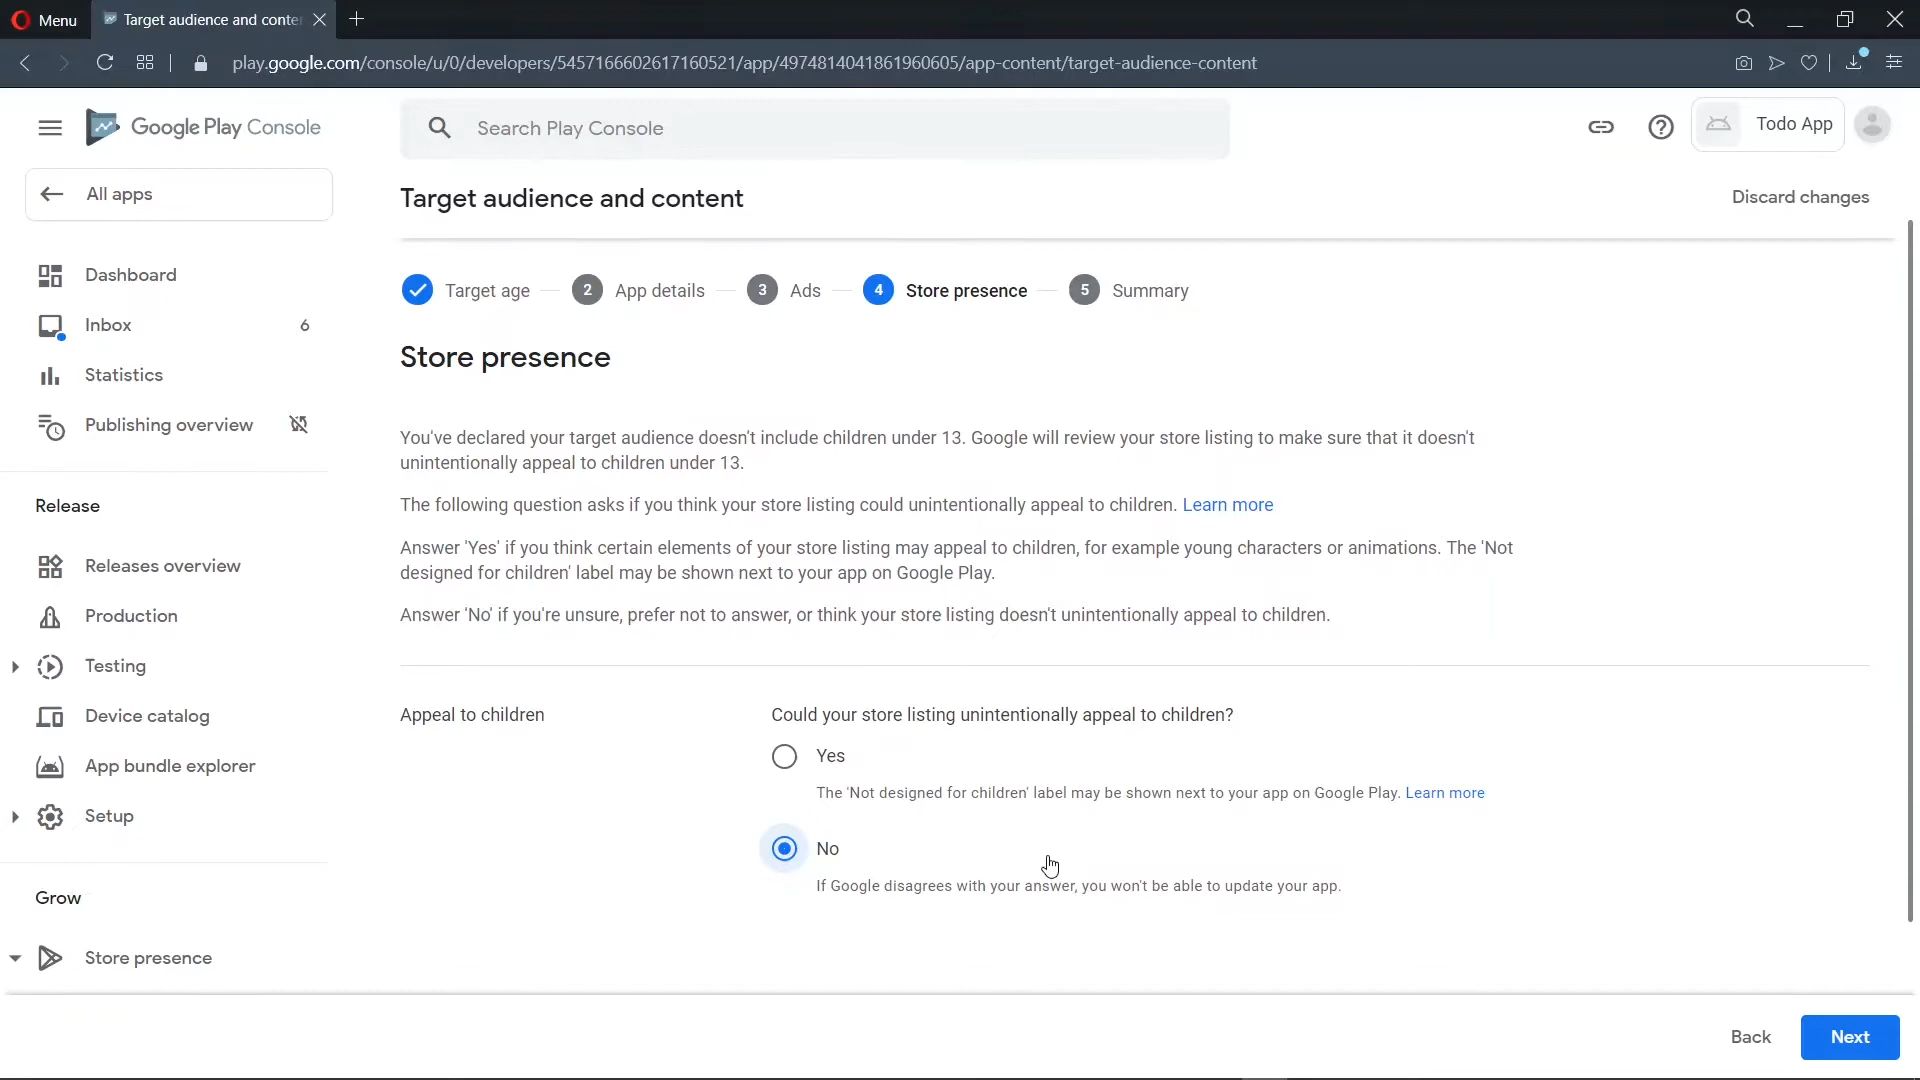 Menu
Target audience and conte
play.google.com/console/u/0/developers/5457166602617160521/app/4974814041861960605/app-content/target-audience-content
Google Play Console
Search Play Console
Todo App
All apps
Target audience and content
Discard changes
Dashboard
Inbox
6
Statistics
Publishing overview
Target age
2
App details
3
Ads
4
Store presence
5
Summary
Store presence
You've declared your target audience doesn't include children under 13. Google will review your store listing to make sure that it doesn't
unintentionally appeal to children under 13.
The following question asks if you think your store listing could unintentionally appeal to children. Learn more
Answer 'Yes' if you think certain elements of your store listing may appeal to children, for example young characters or animations. The 'Not
designed for children' label may be shown next to your app on Google Play.
Answer 'No' if you're unsure, prefer not to answer, or think your store listing doesn't unintentionally appeal to children.
Release
Releases overview
Production
Testing
Device catalog
App bundle explorer
Setup
Grow
Store presence
Appeal to children
Could your store listing unintentionally appeal to children?
Yes
The 'Not designed for children' label may be shown next to your app on Google Play. Learn more
No
If Google disagrees with your answer, you won't be able to update your app.
Back
Next